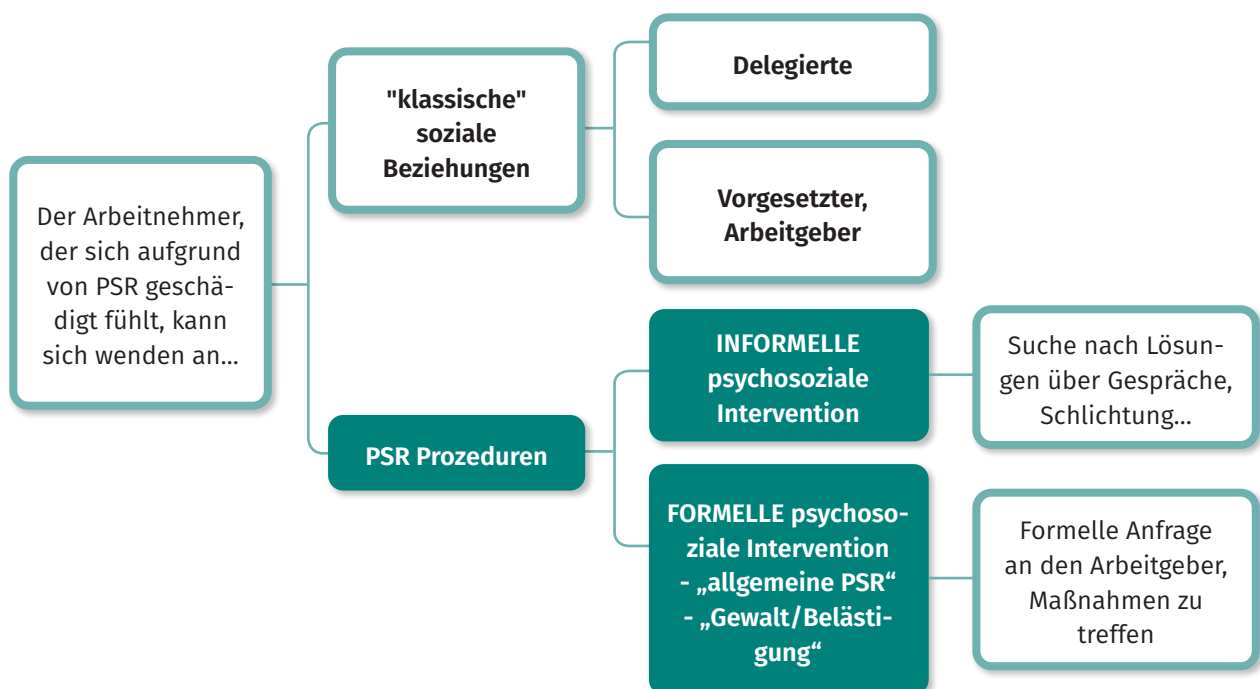 Der Arbeitnehmer,
der sich aufgrund
von PSR geschä-
digt fühlt, kann
sich wenden an...
"klassische"
soziale
Beziehungen
Delegierte
Vorgesetzter,
Arbeitgeber
PSR Prozeduren
INFORMELLE
psychosoziale
Intervention
Suche nach Lösun-
gen über Gespräche,
Schlichtung...
FORMELLE psychoso-
ziale Intervention
- „allgemeine PSR“
- „Gewalt/Belästi-
gung“
Formelle Anfrage
an den Arbeitgeber,
Maßnahmen zu
treffen